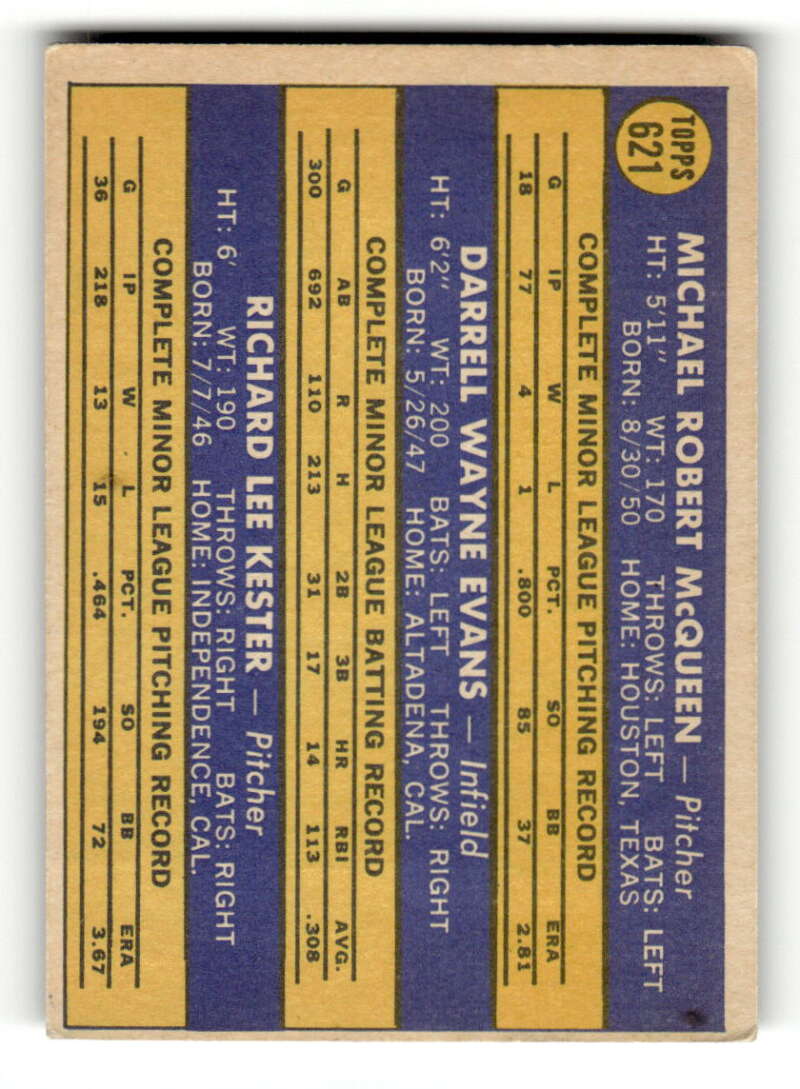 TOPPS
621
MICHAEL ROBERT McQUEEN — Pitcher
HT: 5'11" WT: 170 THROWS: LEFT BATS: LEFT
BORN: 8/30/50 HOME: HOUSTON, TEXAS
COMPLETE MINOR LEAGUE PITCHING RECORD
G IP W L PCT. SO BB ERA
18 77 4 1 .800 85 37 2.81
DARRELL WAYNE EVANS — Infield
HT: 6'2" WT: 200 BATS: LEFT THROWS: RIGHT
BORN: 5/26/47 HOME: ALTADENA, CAL.
COMPLETE MINOR LEAGUE BATTING RECORD
G AB R H 2B 3B HR RBI AVG.
300 692 110 213 31 17 14 113 .308
RICHARD LEE KESTER — Pitcher
HT: 6' WT: 190 THROWS: RIGHT BATS: RIGHT
BORN: 7/7/46 HOME: INDEPENDENCE, CAL.
COMPLETE MINOR LEAGUE PITCHING RECORD
G IP W L PCT. SO BB ERA
36 218 13 15 .464 194 72 3.67